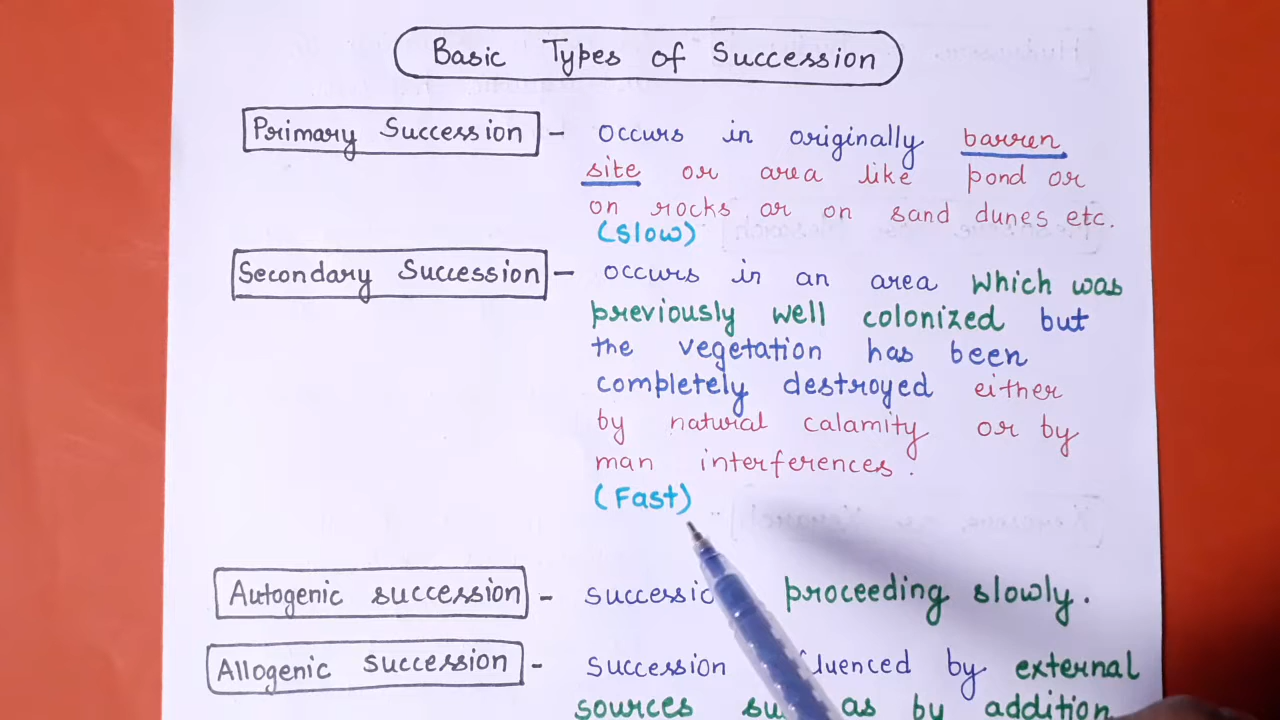 Basic Types of Succession
Primary Succession - occurs in originally barren
site or area like pond or
on rocks or on sand dunes etc.
(Slow)
Secondary Succession - occurs in an area which was
previously well colonized but
the vegetation has been
completely destroyed either
by natural calamity or by
man interferences.
(Fast)
Autogenic succession - proceeding slowly.
Allogenic succession - Succession by external
sources as by addition